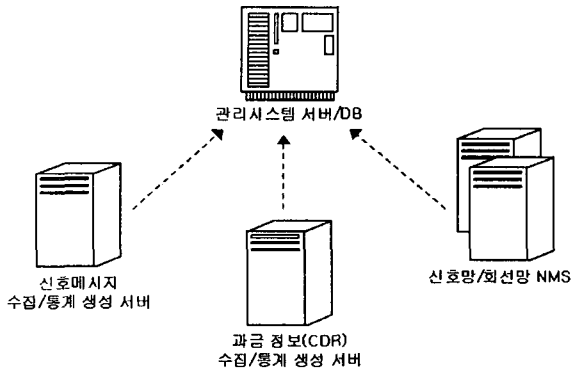 관리시스템 서버/DB
신호메시지
수집/통계 생성 서버
신호망/회선망 NMS
과금 정보(CDR)
수집/통계 생성 서버